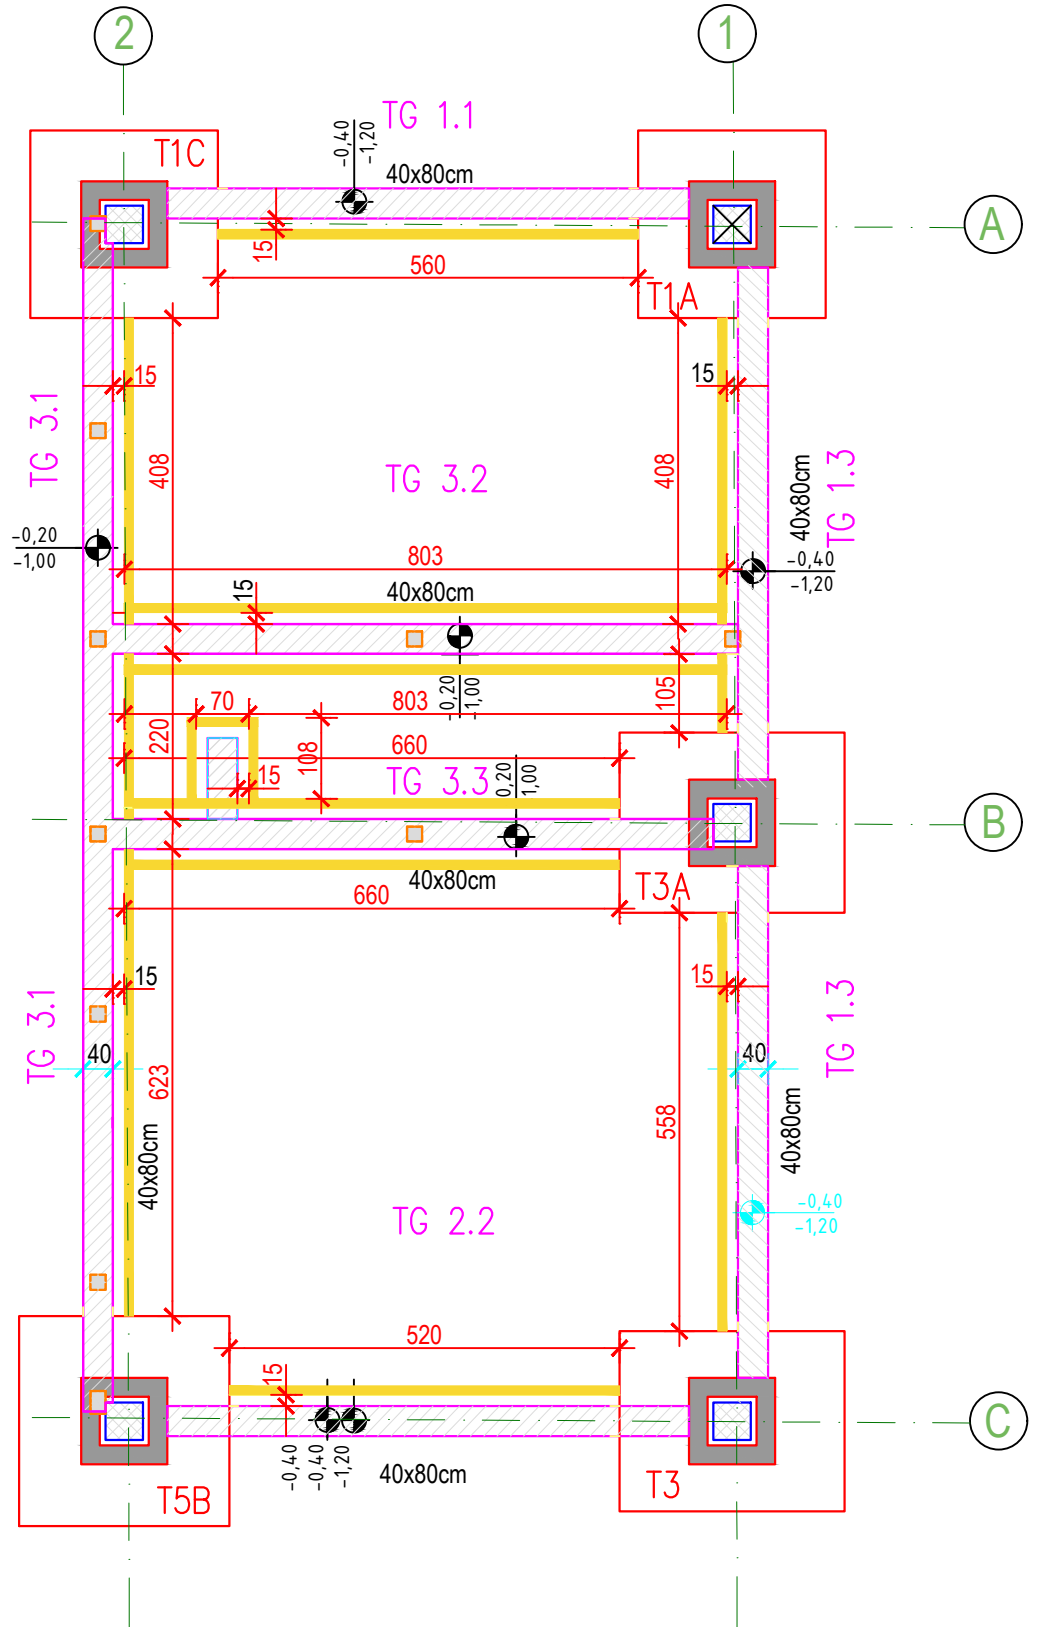 2
1
TG 1.1
-0,40
-1,20
T1C
40x80cm
A
15
560
T1A
15
15
TG 3.1
408
TG 3.2
408
40x80cm
TG 1.3
-0,20
-1,00
803
-0,40
-1,20
15
40x80cm
-0,20
-1,00
105
70
803
220
108
660
0,20
1,00
15
TG 3.3
B
40x80cm
T3A
660
15
15
TG 3.1
TG 1.3
40
40
623
558
40x80cm
40x80cm
-0,40
-1,20
TG 2.2
520
15
C
-0,40
-0,40
-1,20
40x80cm
T5B
T3